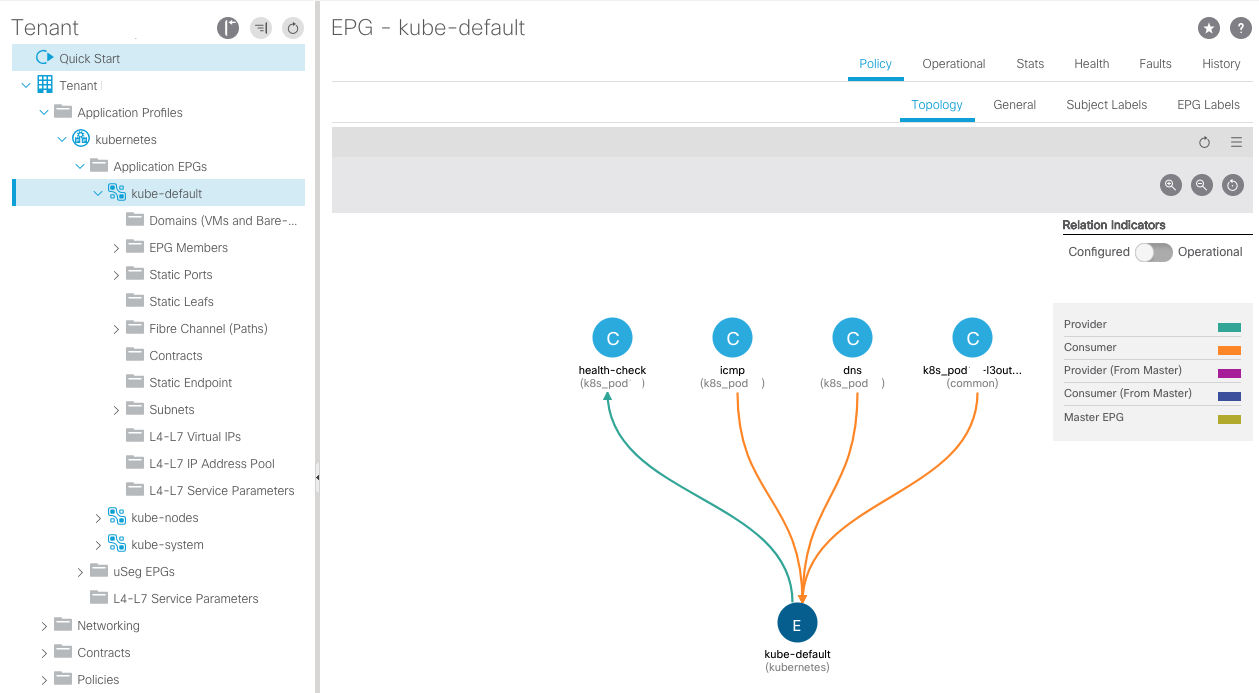 Tenant
Quick Start
Tenant
Application Profiles
kubernetes
Application EPGs
kube-default
Domains (VMs and Bare-...
EPG Members
Static Ports
Static Leafs
Fibre Channel (Paths)
Contracts
Static Endpoint
Subnets
L4-L7 Virtual IPs
L4-L7 IP Address Pool
L4-L7 Service Parameters
kube-nodes
kube-system
uSeg EPGs
L4-L7 Service Parameters
Networking
Contracts
Policies
EPG - kube-default
?
Policy Operational Stats Health Faults History
Topology General Subject Labels EPG Labels
Relation Indicators
Configured Operational
Provider
Consumer
Provider (From Master)
Consumer (From Master)
Master EPG
C C C C
health-check icmp dns k8s_pod -l3out...
(k8s_pod ) (k8s_pod ) (k8s_pod ) (common)
E
kube-default
(kubernetes)